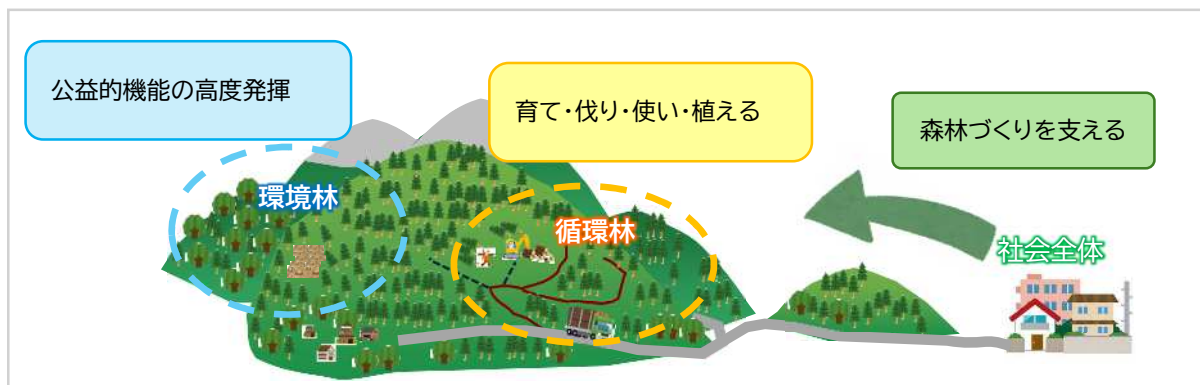 公益的機能の高度発揮
育て・伐り・使い・植える
森林づくりを支える
環境林
循環林
社会全体